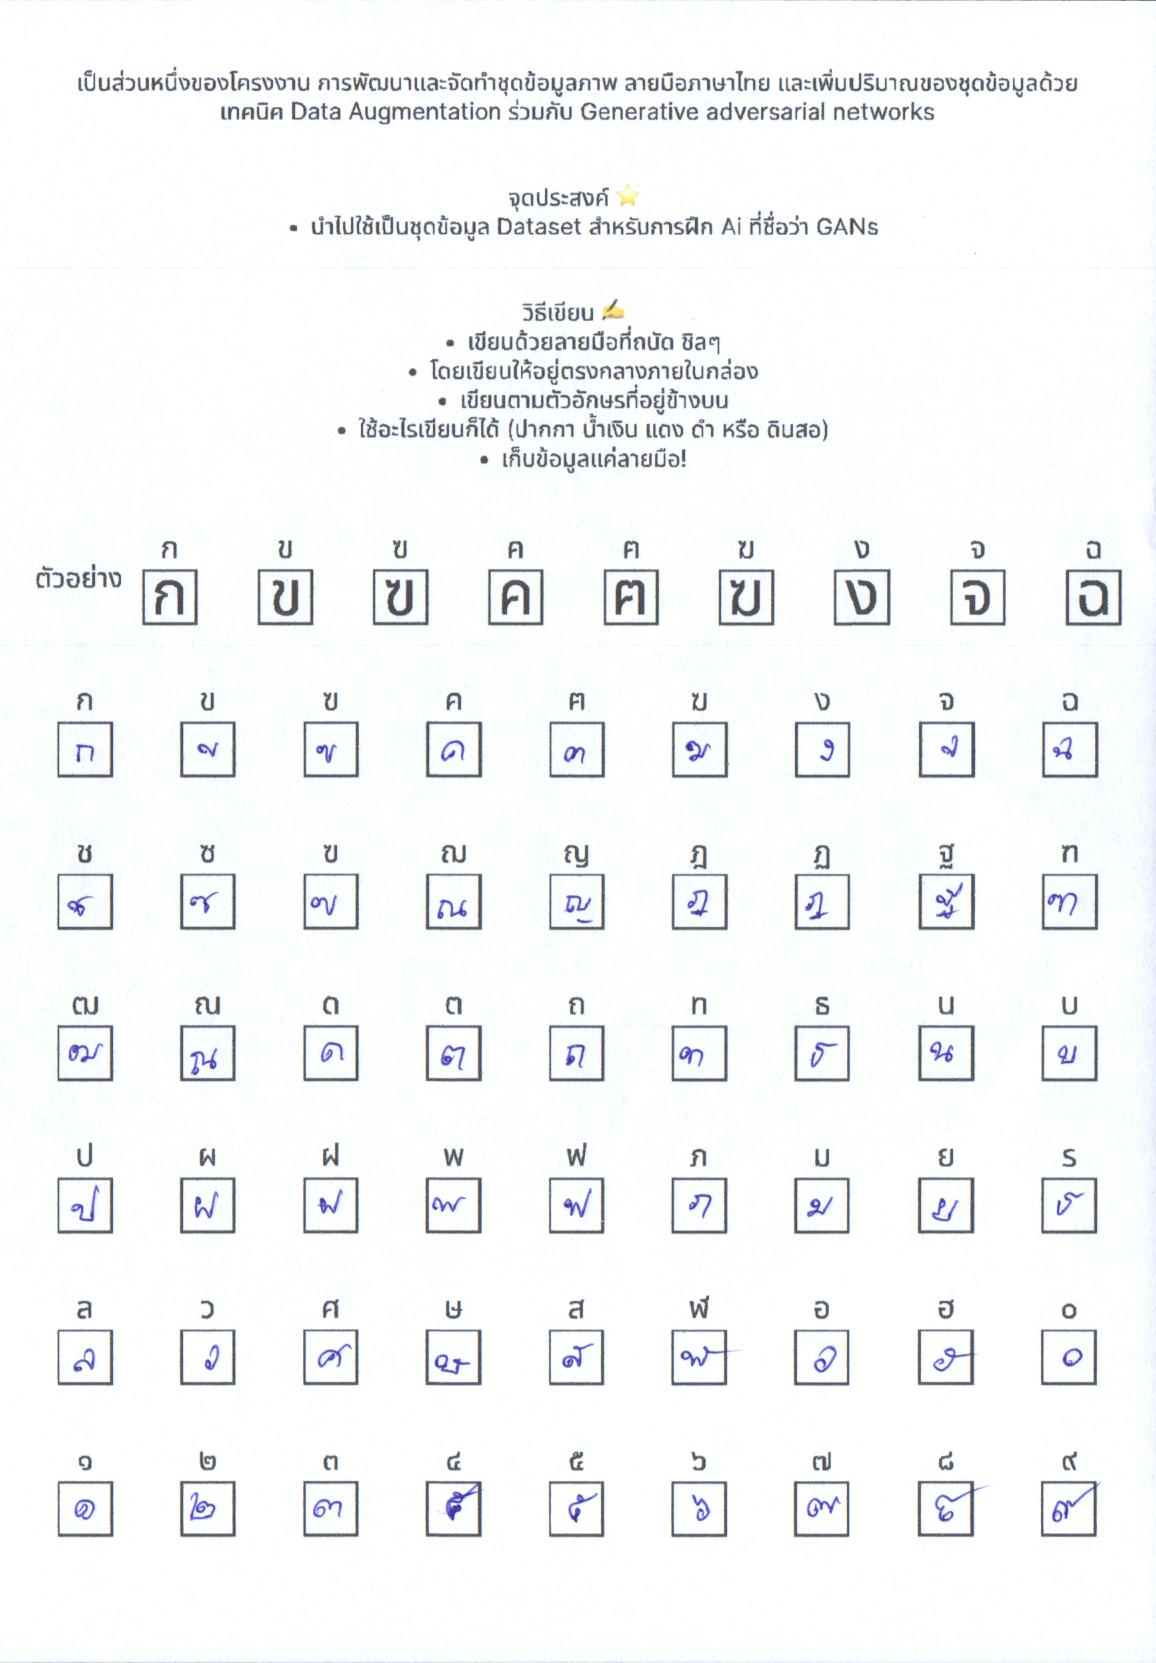 เป็นส่วนหนึ่งของโครงงาน การพัฒนาและจัดทำชุดข้อมูลภาพ ลายมือภาษาไทย และเพิ่มปริมาณของชุดข้อมูลด้วย
เทคนิค Data Augmentation ร่วมกับ Generative adversarial networks
จุดประสงค์ ⭐
• นำไปใช้เป็นชุดข้อมูล Dataset สำหรับการฝึก Ai ที่ชื่อว่า GANs
วิธีเขียน ✍
• เขียนด้วยลายมือที่ถนัด ชิลๆ
• โดยเขียนให้อยู่ตรงกลางภายในกล่อง
• เขียนตามตัวอักษรที่อยู่ข้างบน
• ใช้อะไรเขียนก็ได้ (ปากกา น้ำเงิน แดง ดำ หรือ ดินสอ)
• เก็บข้อมูลแค่ลายมือ!
ก ข ฃ ค ฅ ฆ ง จ ฉ
ตัวอย่าง ก ข ฃ ค ฅ ฆ ง จ ฉ
ก ข ฃ ค ฅ ฆ ง จ ฉ
ก ข ฃ ค ฅ ฆ ง จ ฉ
ช ซ ฃ ฌ ญ ฎ ฏ ฐ ฑ
ช ซ ฃ ฌ ญ ฎ ฏ ฐ ฑ
ฒ ณ ด ต ถ ท ธ น บ
ฒ ณ ด ต ถ ท ธ น บ
ป ผ ฝ พ ฟ ภ ม ย ร
ป ผ ฝ พ ฟ ภ ม ย ร
ล ว ศ ษ ส ฬ อ ฮ ๐
ล ว ศ ษ ส ฬ อ ฮ ๐
๑ ๒ ๓ ๔ ๕ ๖ ๗ ๘ ๙
๑ ๒ ๓ ๕ ๖ ๗ ๘ ๙